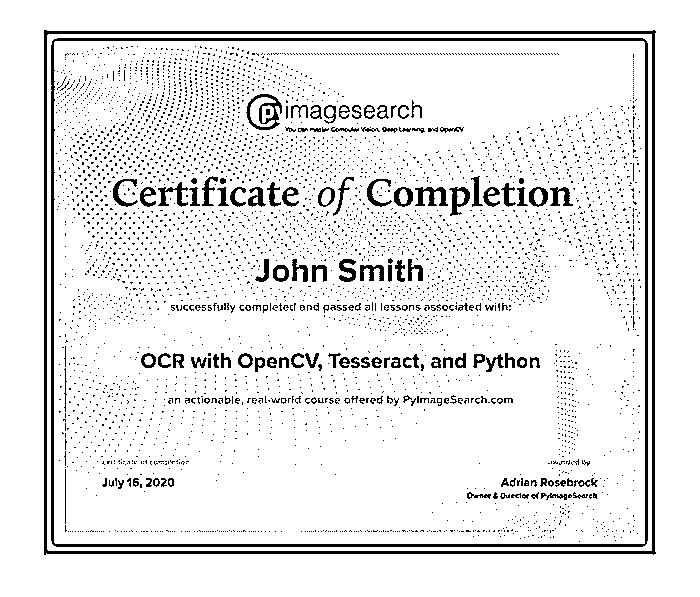 imagesearch
You can master Computer Vision, Deep Learning, and OpenCV
Certificate of Completion
John Smith
successfully completed and passed all lessons associated with:
OCR with OpenCV, Tesseract, and Python
an actionable, real-world course offered by PyImageSearch.com
certificate of completion
awarded by
July 15, 2020
Adrian Rosebrock
Owner & Director of PyImageSearch